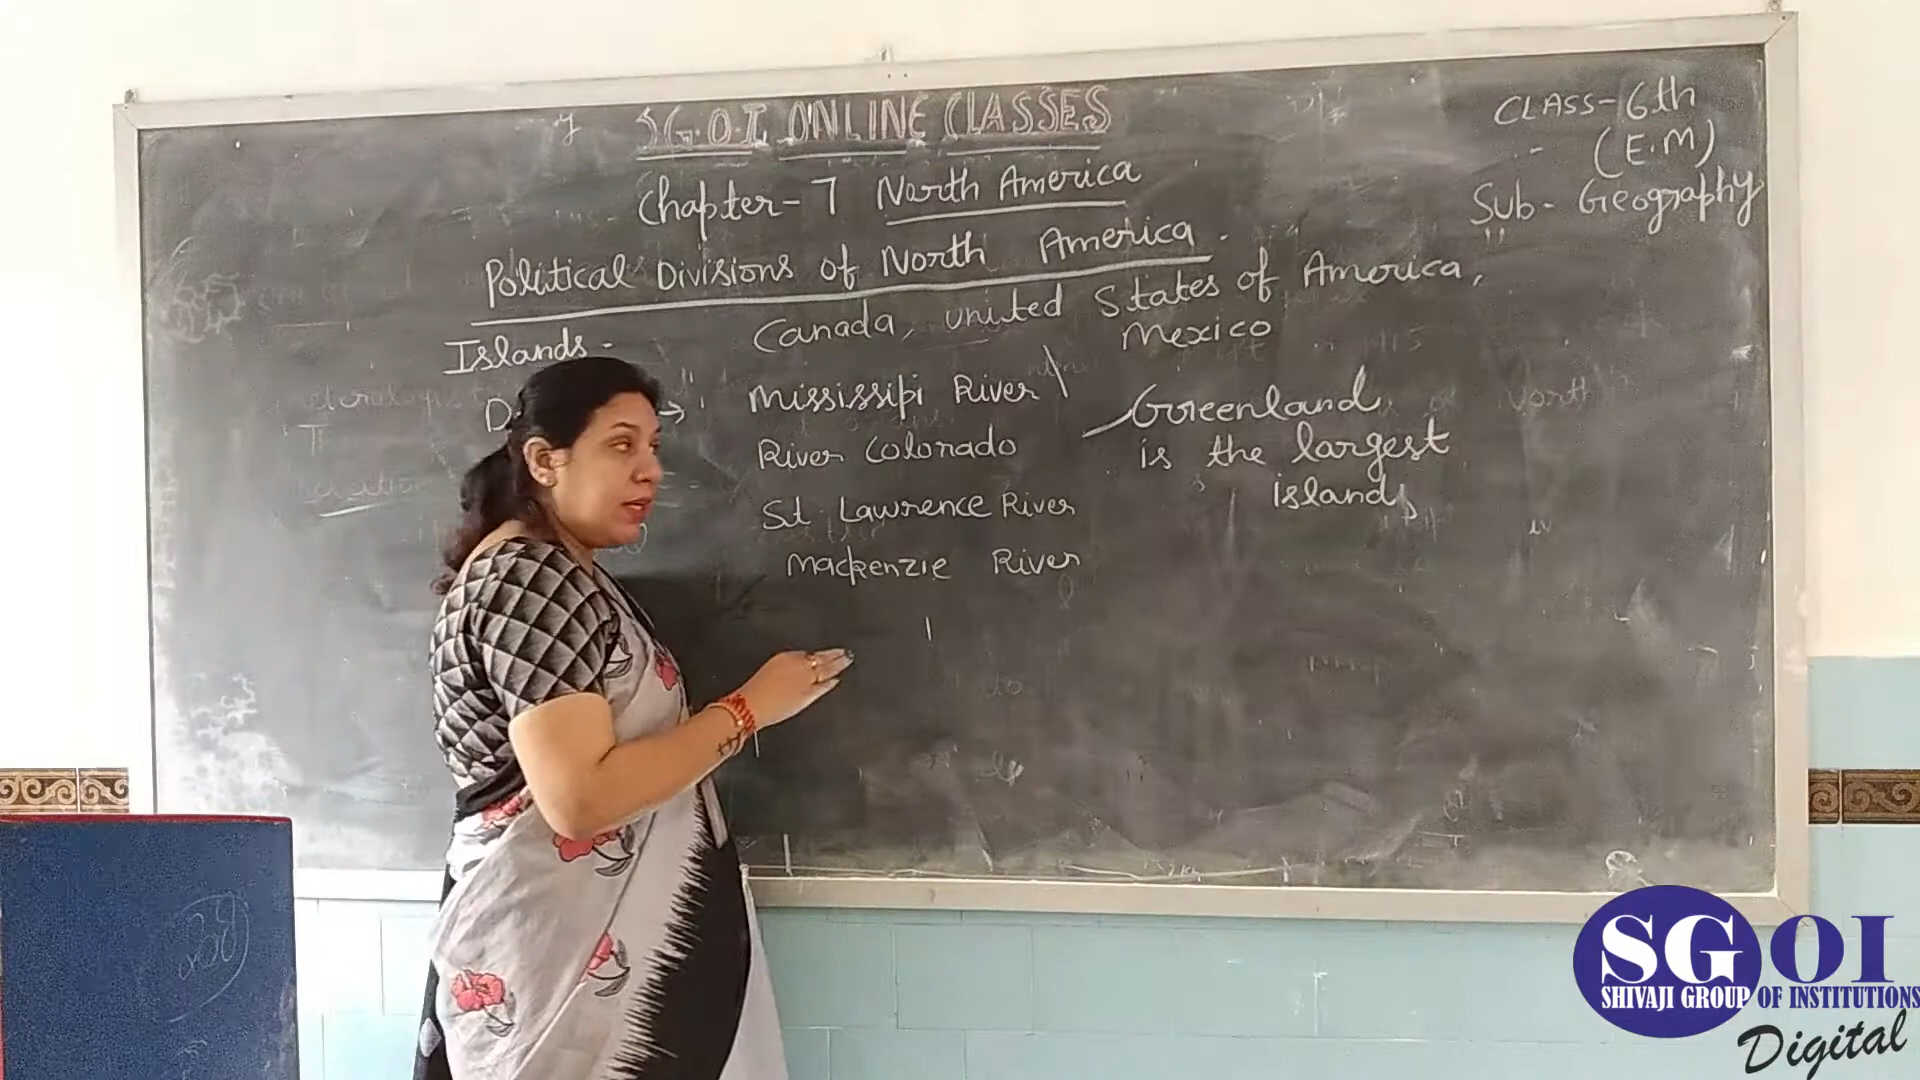 S.G.O.I. ONLINE CLASSES
CLASS-6th
(E.M)
Sub- Geography
Chapter-7 North America
Political Divisions of North America.
Canada, united States of America,
Mexico
Islands-
Mississipi River
River Colorado
St. Lawrence River
Mackenzie River
Greenland
is the largest
island
SGOI
SHIVAJI GROUP OF INSTITUTIONS
Digital